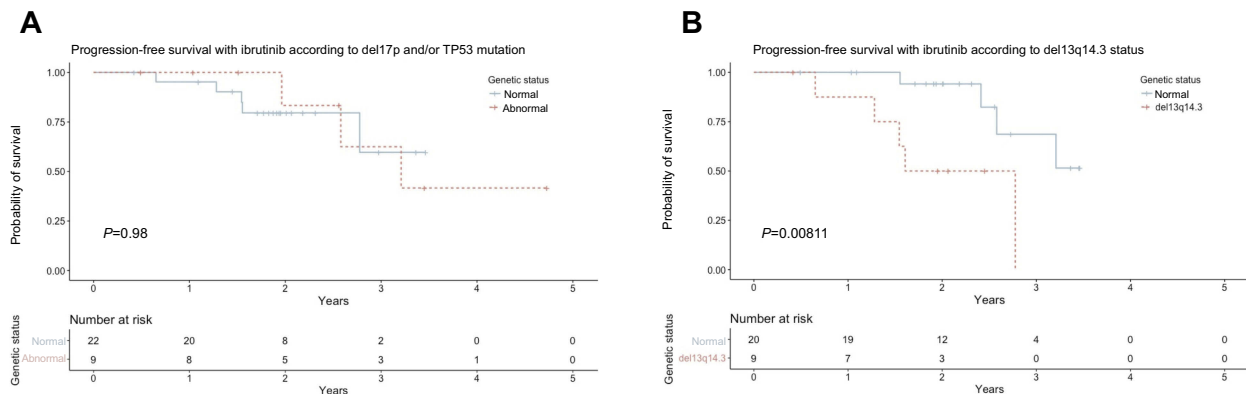 A
Progression-free survival with ibrutinib according to del17p and/or TP53 mutation
Genetic status
Normal
Abnormal
Probability of survival
1.00
0.75
0.50
0.25
0.00
P=0.98
0 1 2 3 4 5
Years
Number at risk
Genetic status
Normal 22 20 8 2 0 0
Abnormal 9 8 5 3 1 0
0 1 2 3 4 5
Years
B
Progression-free survival with ibrutinib according to del13q14.3 status
Genetic status
Normal
del13q14.3
Probability of survival
1.00
0.75
0.50
0.25
0.00
P=0.00811
0 1 2 3 4 5
Years
Number at risk
Genetic status
Normal 20 19 12 4 0 0
del13q14.3 9 7 3 0 0 0
0 1 2 3 4 5
Years